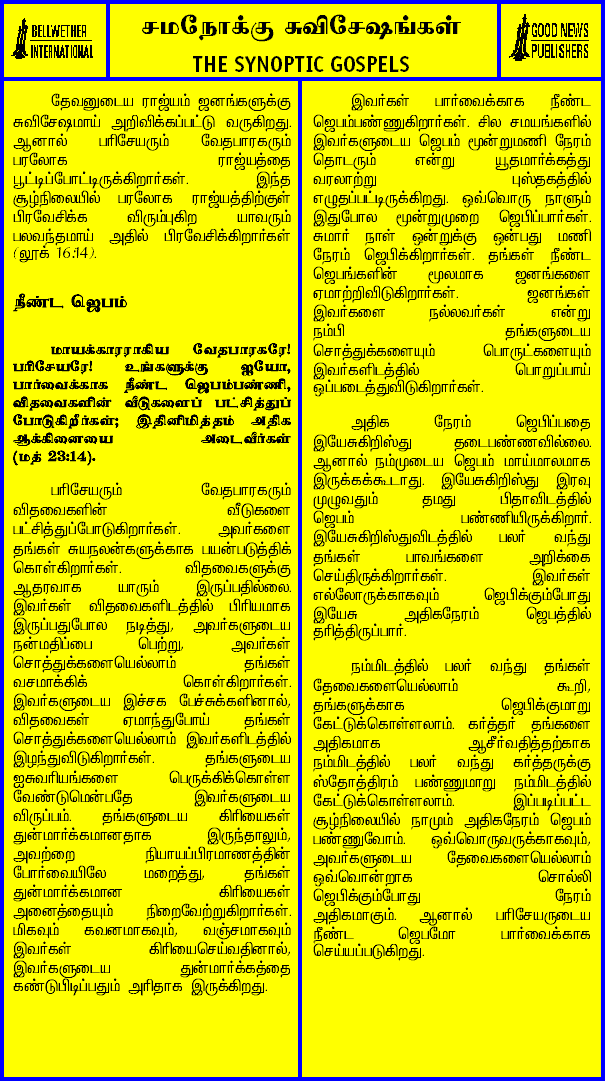 BELLWETHER
INTERNATIONAL
சமநோக்கு சுவிசேஷங்கள்
THE SYNOPTIC GOSPELS
GOOD NEWS
PUBLISHERS
தேவனுடைய ராஜ்யம் ஜனங்களுக்கு
சுவிசேஷமாய் அறிவிக்கப்பட்டு வருகிறது.
ஆனால் பரிசேயரும் வேதபாரகரும்
பரலோக ராஜ்யத்தை
பூட்டிப்போட்டிருக்கிறார்கள். இந்த
சூழ்நிலையில் பரலோக ராஜ்யத்திற்குள்
பிரவேசிக்க விரும்புகிற யாவரும்
பலவந்தமாய் அதில் பிரவேசிக்கிறார்கள்
(லூக் 16:14).
நீண்ட ஜெபம்
மாயக்காரராகிய வேதபாரகரே!
பரிசேயரே! உங்களுக்கு ஐயோ,
பார்வைக்காக நீண்ட ஜெபம்பண்ணி,
விதவைகளின் வீடுகளைப் பட்சித்துப்
போடுகிறீர்கள்; இதினிமித்தம் அதிக
ஆக்கினையை அடைவீர்கள்
(மத் 23:14).
பரிசேயரும் வேதபாரகரும்
விதவைகளின் வீடுகளை
பட்சித்துப்போடுகிறார்கள். அவர்களை
தங்கள் சுயநலன்களுக்காக பயன்படுத்திக்
கொள்கிறார்கள். விதவைகளுக்கு
ஆதரவாக யாரும் இருப்பதில்லை.
இவர்கள் விதவைகளிடத்தில் பிரியமாக
இருப்பதுபோல நடித்து, அவர்களுடைய
நன்மதிப்பை பெற்று, அவர்கள்
சொத்துக்களையெல்லாம் தங்கள்
வசமாக்கிக் கொள்கிறார்கள்.
இவர்களுடைய இச்சக பேச்சுக்களினால்,
விதவைகள் ஏமாந்துபோய் தங்கள்
சொத்துக்களையெல்லாம் இவர்களிடத்தில்
இழந்துவிடுகிறார்கள். தங்களுடைய
ஐசுவரியங்களை பெருக்கிக்கொள்ள
வேண்டுமென்பதே இவர்களுடைய
விருப்பம். தங்களுடைய கிரியைகள்
துன்மார்க்கமானதாக இருந்தாலும்,
அவற்றை நியாயப்பிரமாணத்தின்
போர்வையிலே மறைத்து, தங்கள்
துன்மார்க்கமான கிரியைகள்
அனைத்தையும் நிறைவேற்றுகிறார்கள்.
மிகவும் கவனமாகவும், வஞ்சமாகவும்
இவர்கள் கிரியைசெய்வதினால்,
இவர்களுடைய துன்மார்க்கத்தை
கண்டுபிடிப்பதும் அரிதாக இருக்கிறது.
இவர்கள் பார்வைக்காக நீண்ட
ஜெபம்பண்ணுகிறார்கள். சில சமயங்களில்
இவர்களுடைய ஜெபம் மூன்றுமணி நேரம்
தொடரும் என்று யூதமார்க்கத்து
வரலாற்று புஸ்தகத்தில்
எழுதப்பட்டிருக்கிறது. ஒவ்வொரு நாளும்
இதுபோல மூன்றுமுறை ஜெபிப்பார்கள்.
சுமார் நாள் ஒன்றுக்கு ஒன்பது மணி
நேரம் ஜெபிக்கிறார்கள். தங்கள் நீண்ட
ஜெபங்களின் மூலமாக ஜனங்களை
ஏமாற்றிவிடுகிறார்கள். ஜனங்கள்
இவர்களை நல்லவர்கள் என்று
நம்பி தங்களுடைய
சொத்துக்களையும் பொருட்களையும்
இவர்களிடத்தில் பொறுப்பாய்
ஒப்படைத்துவிடுகிறார்கள்.
அதிக நேரம் ஜெபிப்பதை
இயேசுகிறிஸ்து தடைபண்ணவில்லை.
ஆனால் நம்முடைய ஜெபம் மாய்மாலமாக
இருக்கக்கூடாது. இயேசுகிறிஸ்து இரவு
முழுவதும் தமது பிதாவிடத்தில்
ஜெபம் பண்ணியிருக்கிறார்.
இயேசுகிறிஸ்துவிடத்தில் பலர் வந்து
தங்கள் பாவங்களை அறிக்கை
செய்திருக்கிறார்கள். இவர்கள்
எல்லோருக்காகவும் ஜெபிக்கும்போது
இயேசு அதிகநேரம் ஜெபத்தில்
தரித்திருப்பார்.
நம்மிடத்தில் பலர் வந்து தங்கள்
தேவைகளையெல்லாம் கூறி,
தங்களுக்காக ஜெபிக்குமாறு
கேட்டுக்கொள்ளலாம். கர்த்தர் தங்களை
அதிகமாக ஆசீர்வதித்தற்காக
நம்மிடத்தில் பலர் வந்து கர்த்தருக்கு
ஸ்தோத்திரம் பண்ணுமாறு நம்மிடத்தில்
கேட்டுக்கொள்ளலாம். இப்படிப்பட்ட
சூழ்நிலையில் நாமும் அதிகநேரம் ஜெபம்
பண்ணுவோம். ஒவ்வொருவருக்காகவும்,
அவர்களுடைய தேவைகளையெல்லாம்
ஒவ்வொன்றாக சொல்லி
ஜெபிக்கும்போது நேரம்
அதிகமாகும். ஆனால் பரிசேயருடைய
நீண்ட ஜெபமோ பார்வைக்காக
செய்யப்படுகிறது.